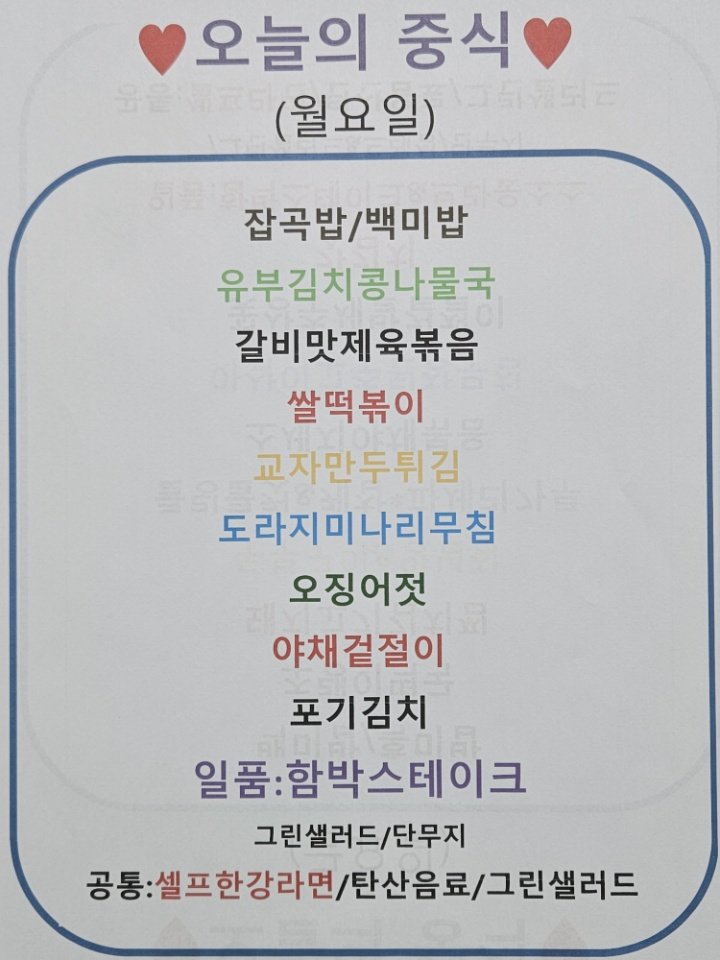 ♥오늘의 중식♥
(월요일)
잡곡밥/백미밥
유부김치콩나물국
갈비맛제육볶음
쌀떡볶이
교자만두튀김
도라지미나리무침
오징어젓
야채겉절이
포기김치
일품:함박스테이크
그린샐러드/단무지
공통:셀프한강라면/탄산음료/그린샐러드